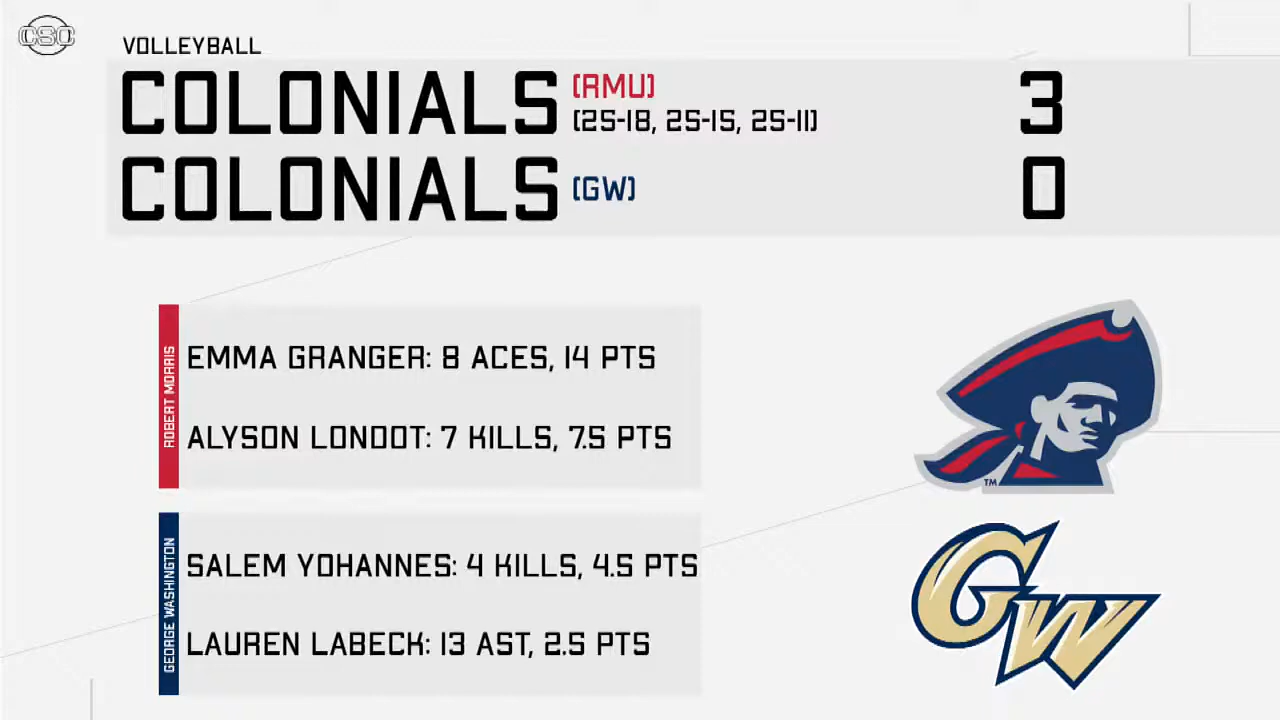 CSC
VOLLEYBALL
COLONIALS (RMU) 3
(25-18, 25-15, 25-11)
COLONIALS (GW) 0
ROBERT MORRIS
EMMA GRANGER: 8 ACES, 14 PTS
ALYSON LONDOT: 7 KILLS, 7.5 PTS
TM
GEORGE WASHINGTON
SALEM YOHANNES: 4 KILLS, 4.5 PTS
LAUREN LABECK: 13 AST, 2.5 PTS
GW